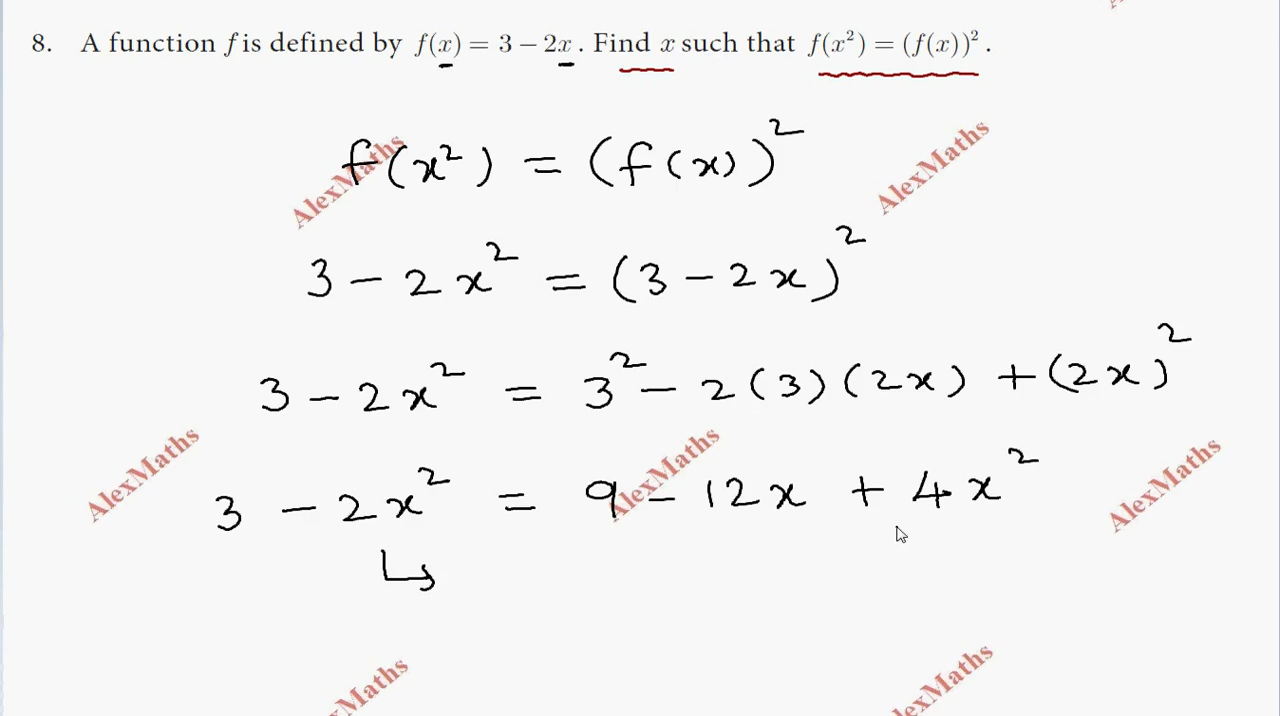 8. A function f is defined by f(x) = 3 – 2x . Find x such that f(x²) = (f(x))² .
f(x²) = (f(x))²
AlexMaths AlexMaths
3 – 2x² = (3 – 2x)²
3 – 2x² = 3² – 2(3)(2x) + (2x)²
AlexMaths AlexMaths AlexMaths
3 – 2x² = 9 – 12x + 4x²
AlexMaths AlexMaths